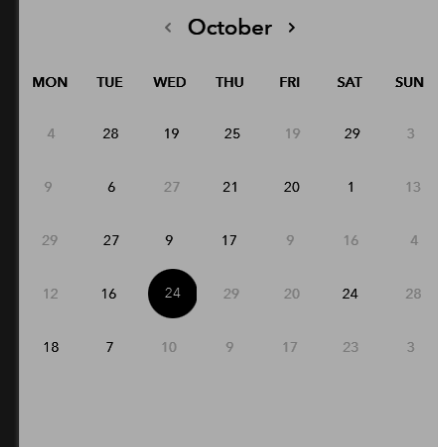 ‹ October ›
MON TUE WED THU FRI SAT SUN
4 28 19 25 19 29 3
9 6 27 21 20 1 13
29 27 9 17 9 16 4
12 16 24 29 20 24 28
18 7 10 9 17 23 3